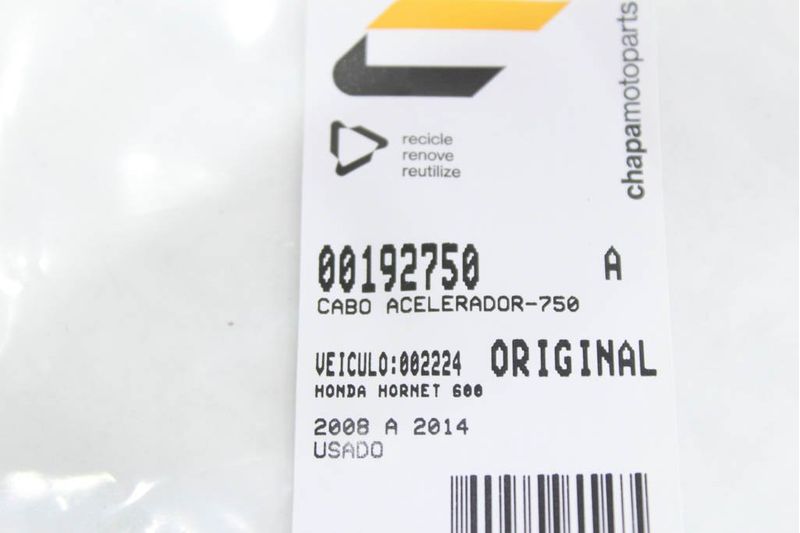 chapamotoparts
recicle
renove
reutilize
00192750 A
CABO ACELERADOR-750
VEICULO:002224 ORIGINAL
HONDA HORNET 600
2008 A 2014
USADO